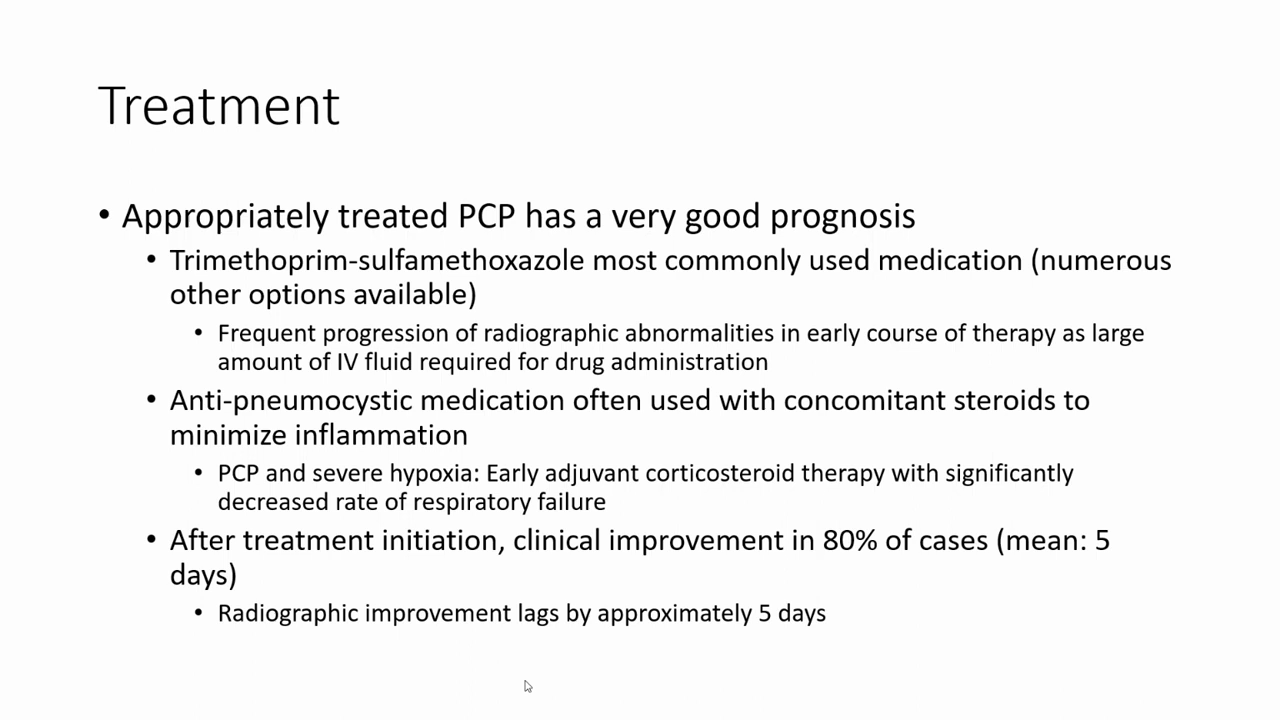 Treatment
• Appropriately treated PCP has a very good prognosis
• Trimethoprim-sulfamethoxazole most commonly used medication (numerous
other options available)
• Frequent progression of radiographic abnormalities in early course of therapy as large
amount of IV fluid required for drug administration
• Anti-pneumocystic medication often used with concomitant steroids to
minimize inflammation
• PCP and severe hypoxia: Early adjuvant corticosteroid therapy with significantly
decreased rate of respiratory failure
• After treatment initiation, clinical improvement in 80% of cases (mean: 5
days)
• Radiographic improvement lags by approximately 5 days